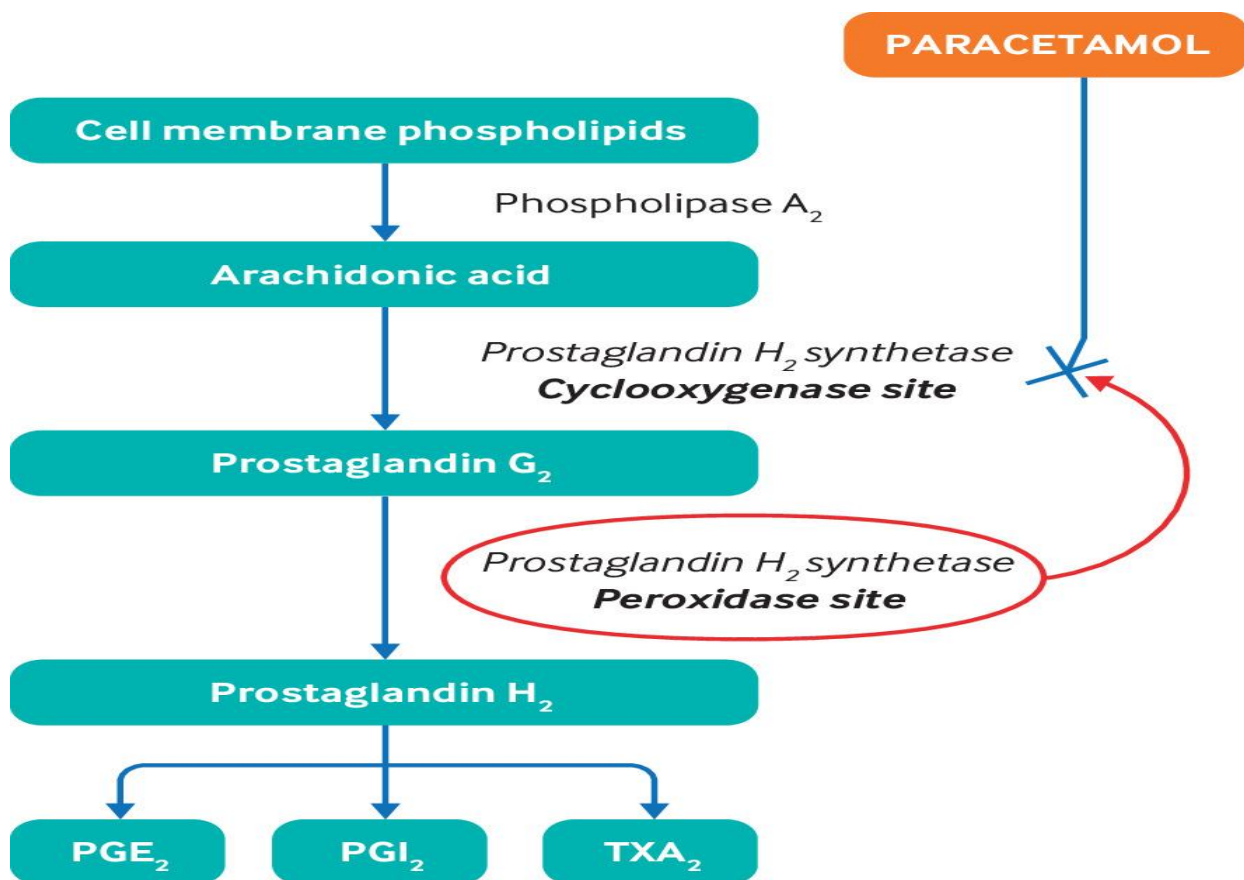 PARACETAMOL
Cell membrane phospholipids
Phospholipase A₂
Arachidonic acid
Prostaglandin H₂ synthetase
Cyclooxygenase site
Prostaglandin G₂
Prostaglandin H₂ synthetase
Peroxidase site
Prostaglandin H₂
PGE₂ PGI₂ TXA₂